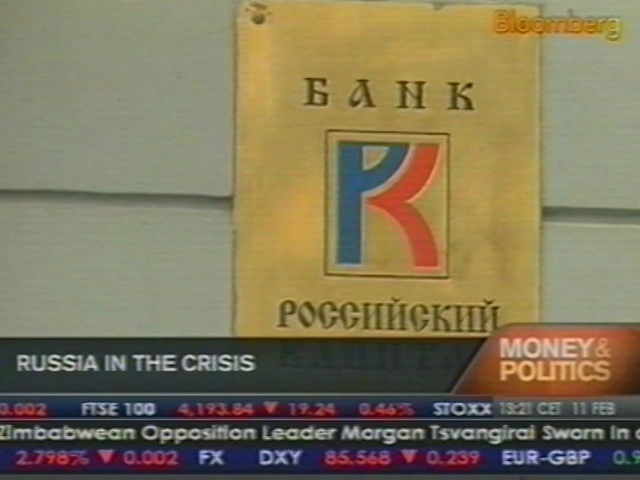 Bloomberg
БАНК
РОССИЙСКИЙ
MONEY & POLITICS
RUSSIA IN THE CRISIS
0.002 FTSE 100 4,193.84 ▼ 19.24 0.46% STOXX 13:21 CET 11 FEB
Zimbabwean Opposition Leader Morgan Tsvangirai Sworn In
2.798% ▼ 0.002 FX DXY 85.568 ▼ 0.239 EUR-GBP 0.9